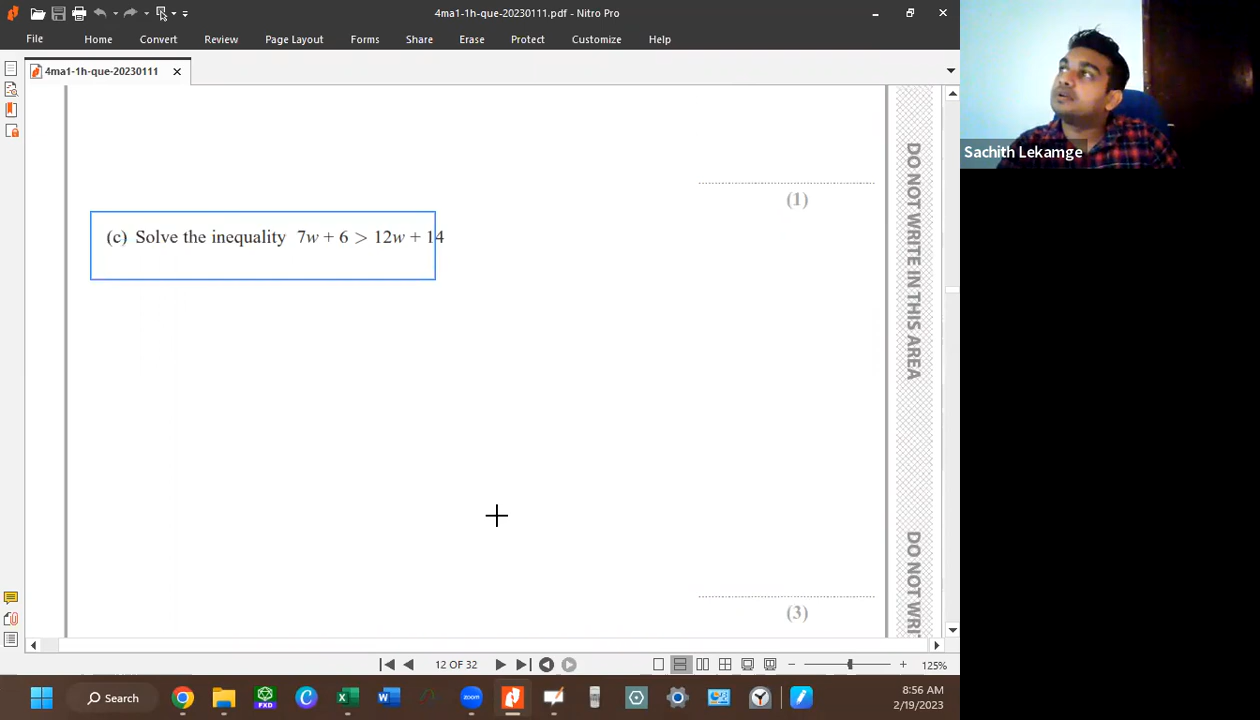 4ma1-1h-que-20230111.pdf - Nitro Pro
File Home Convert Review Page Layout Forms Share Erase Protect Customize Help
4ma1-1h-que-20230111
Sachith Lekamge
(1)
DO NOT WRITE IN THIS AREA
(c) Solve the inequality 7w + 6 > 12w + 14
(3)
DO NOT WRI
12 OF 32
125%
Search
FXD
zoom
8:56 AM
2/19/2023